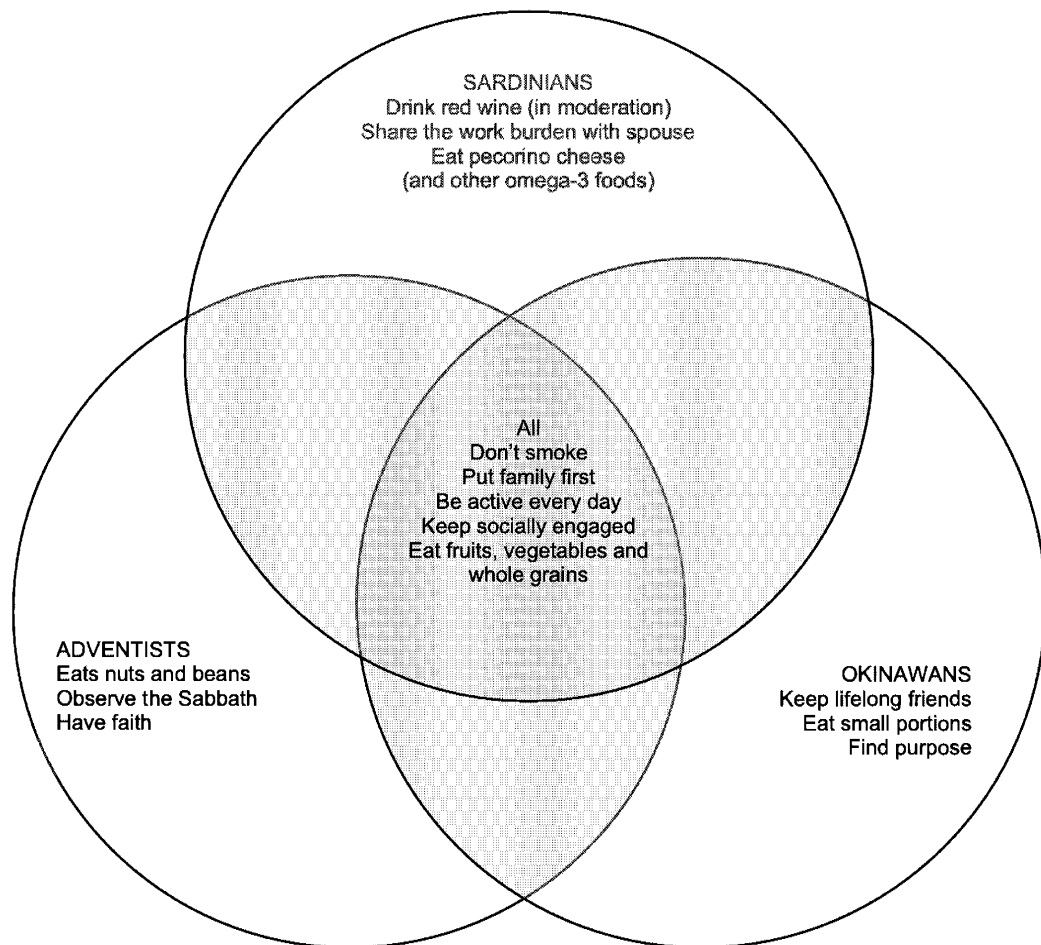 SARDINIANS
Drink red wine (in moderation)
Share the work burden with spouse
Eat pecorino cheese
(and other omega-3 foods)
All
Don't smoke
Put family first
Be active every day
Keep socially engaged
Eat fruits, vegetables and
whole grains
ADVENTISTS
Eats nuts and beans
Observe the Sabbath
Have faith
OKINAWANS
Keep lifelong friends
Eat small portions
Find purpose